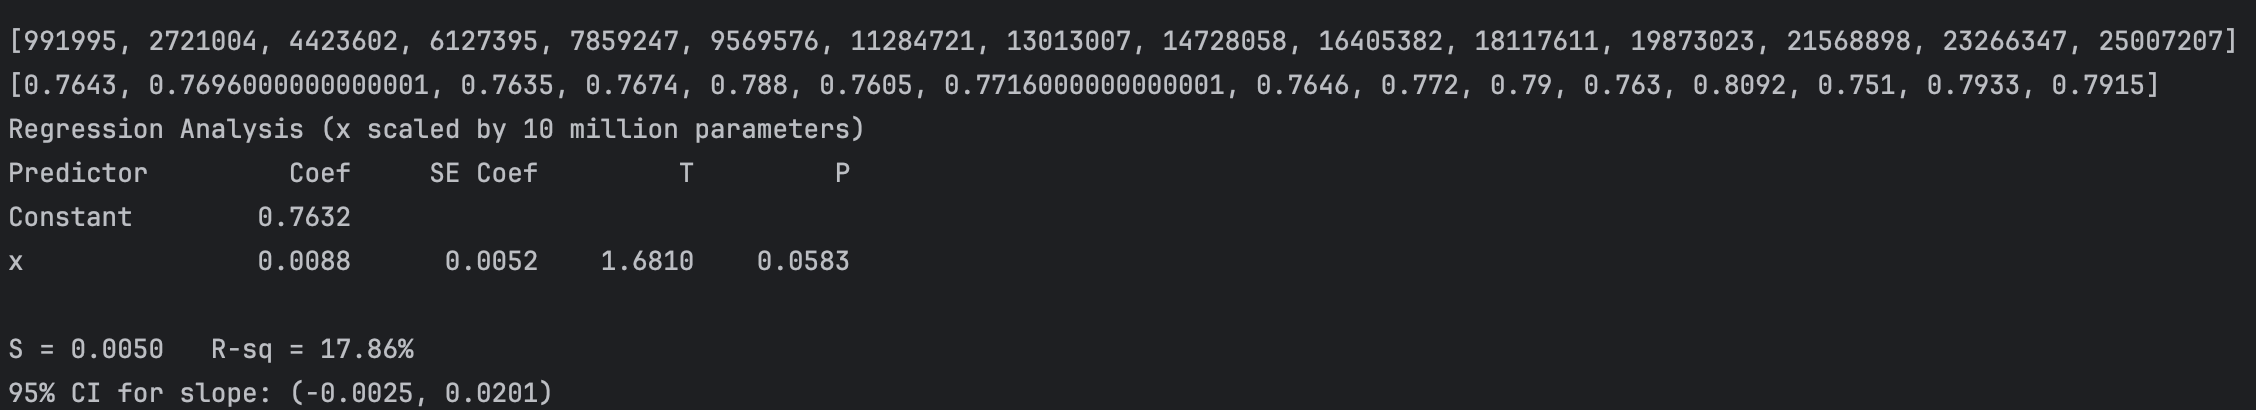 [991995, 2721004, 4423602, 6127395, 7859247, 9569576, 11284721, 13013007, 14728058, 16405382, 18117611, 19873023, 21568898, 23266347, 25007207]
[0.7643, 0.7696000000000001, 0.7635, 0.7674, 0.788, 0.7605, 0.7716000000000001, 0.7646, 0.772, 0.79, 0.763, 0.8092, 0.751, 0.7933, 0.7915]
Regression Analysis (x scaled by 10 million parameters)
Predictor Coef SE Coef T P
Constant 0.7632
x 0.0088 0.0052 1.6810 0.0583
S = 0.0050 R-sq = 17.86%
95% CI for slope: (-0.0025, 0.0201)